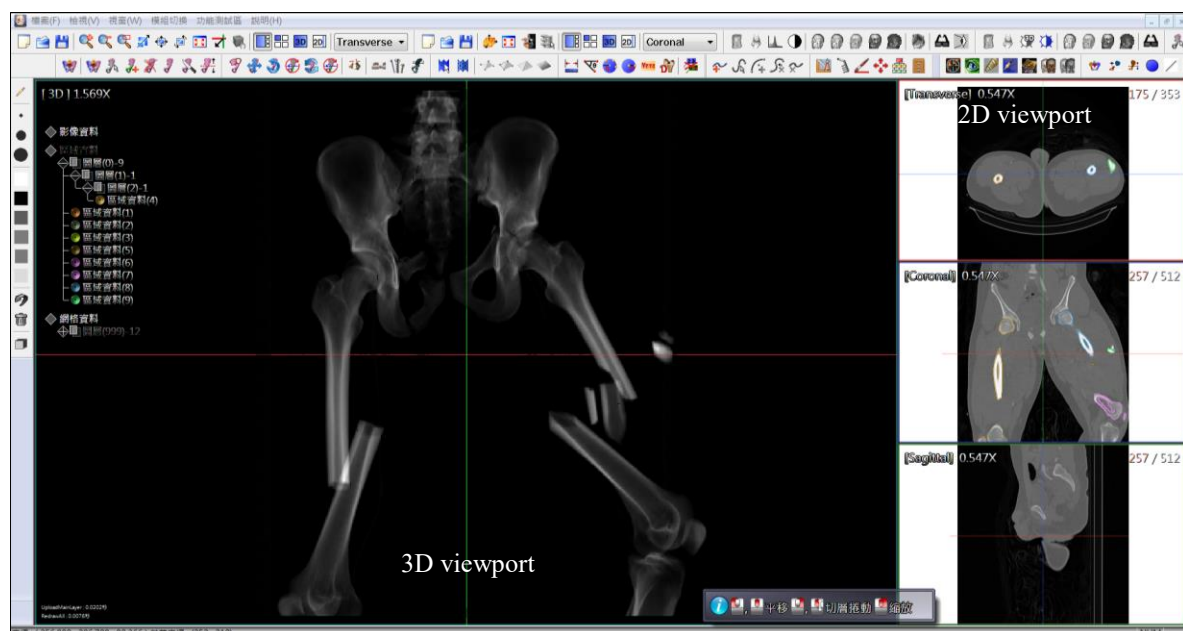 檔案(F) 檢視(V) 視窗(W) 模組切換 功能測試區 說明(H)
3D 2D Transverse 3D 2D Coronal
[ 3D ] 1.569X
影像資料
區域資料
圖層(0)-9
圖層(1)-1
圖層(2)-1
區域資料(4)
區域資料(1)
區域資料(2)
區域資料(3)
區域資料(5)
區域資料(6)
區域資料(7)
區域資料(8)
區域資料(9)
網格資料
圖層(999)-12
3D viewport
[Transverse] 0.547X 175 / 353
2D viewport
[Coronal] 0.547X 257 / 512
[Sagittal] 0.547X 257 / 512
平移 切層捲動 縮放